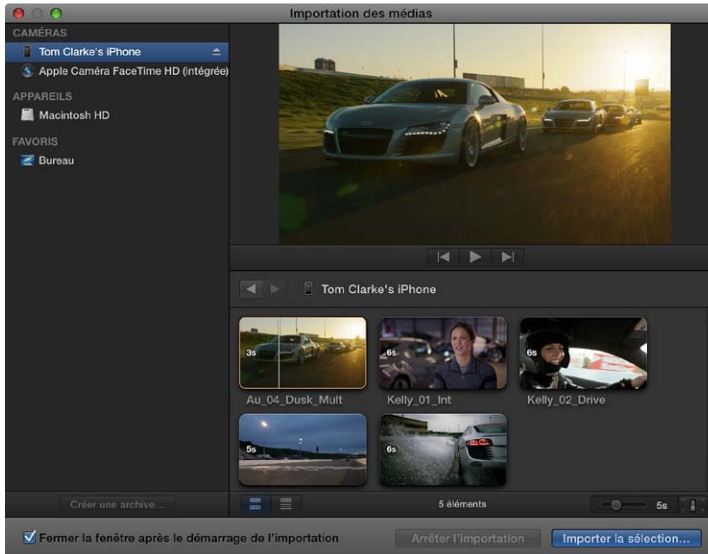 Importation des médias
CAMÉRAS
Tom Clarke's iPhone
Apple Caméra FaceTime HD (intégrée)
APPAREILS
Macintosh HD
FAVORIS
Bureau
Tom Clarke's iPhone
3s
6s
6s
Au_04_Dusk_Mult
Kelly_01_Int
Kelly_02_Drive
5s
6s
Créer une archive...
5 éléments
5s
Fermer la fenêtre après le démarrage de l'importation
Arrêter l'importation
Importer la sélection...